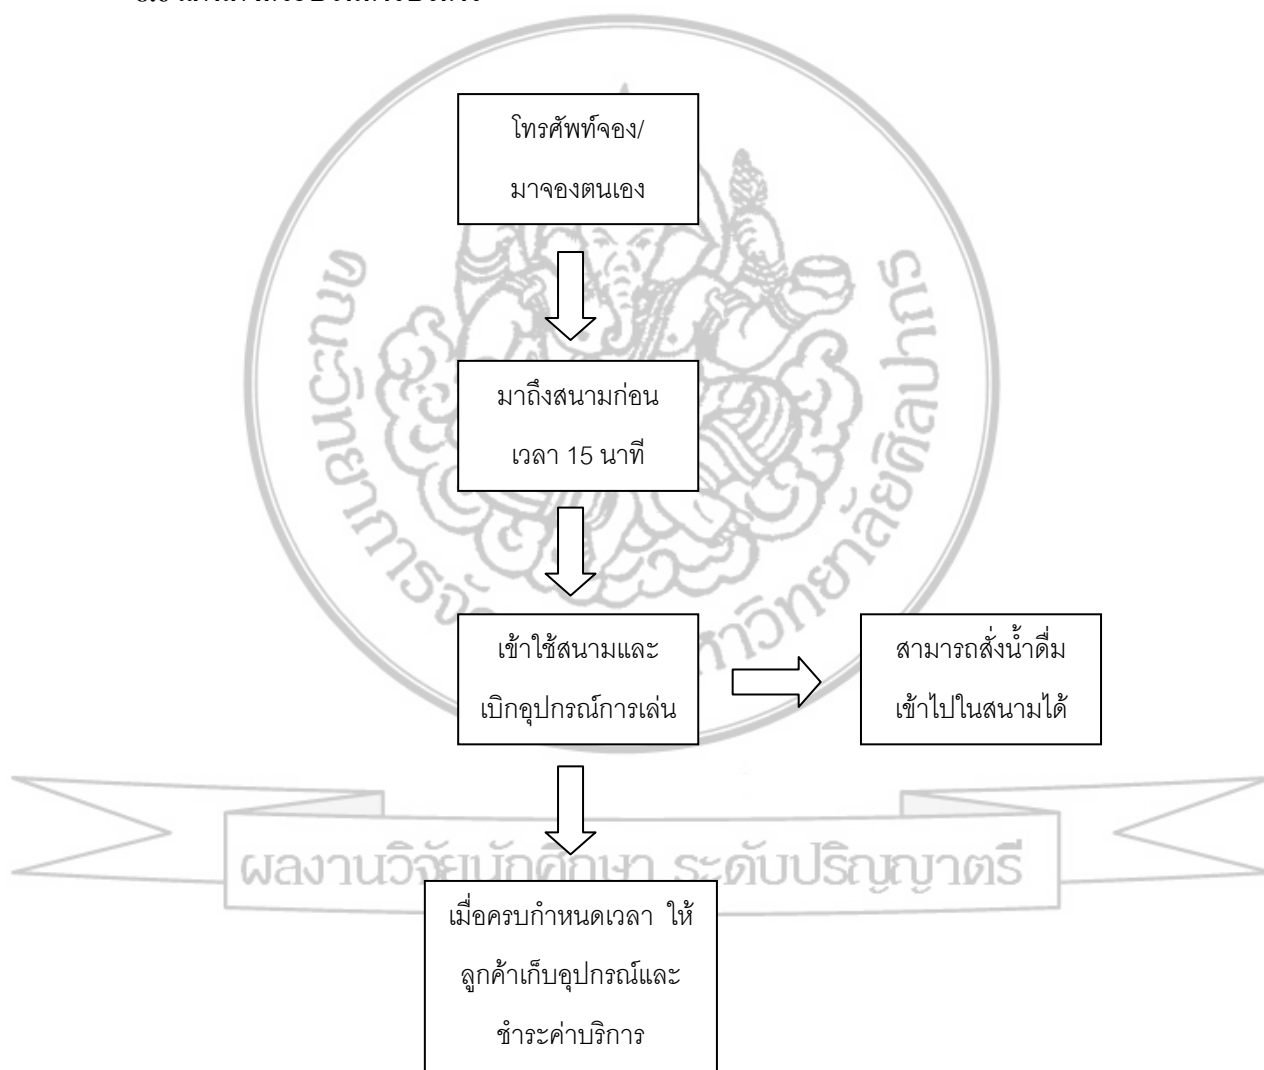 โทรศัพท์จอง/
มาจองตนเอง
มาถึงสนามก่อน
เวลา 15 นาที
เข้าใช้สนามและ
เบิกอุปกรณ์การเล่น
สามารถสั่งน้ำดื่ม
เข้าไปในสนามได้
ผลงานวิจัยนักศึกษา ระดับปริญญาตรี
เมื่อครบกำหนดเวลา ให้
ลูกค้าเก็บอุปกรณ์และ
ชำระค่าบริการ